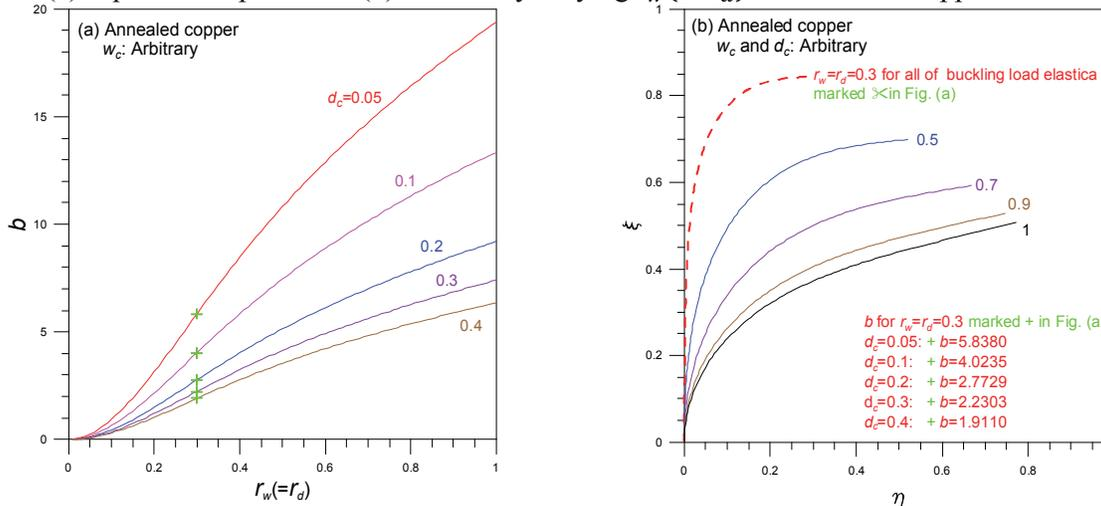 (a) Annealed copper
w_c: Arbitrary
20
15
10
5
0
b
d_c=0.05
0.1
0.2
0.3
0.4
0
0.2
0.4
0.6
0.8
1
r_w(=r_d)
(b) Annealed copper
w_c and d_c: Arbitrary
1
0.8
0.6
0.4
0.2
0
ξ
r_w=r_d=0.3 for all of buckling load elastica
marked ✂in Fig. (a)
0.5
0.7
0.9
1
b for r_w=r_d=0.3 marked + in Fig. (a
d_c=0.05: + b=5.8380
d_c=0.1: + b=4.0235
d_c=0.2: + b=2.7729
d_c=0.3: + b=2.2303
d_c=0.4: + b=1.9110
0
0.2
0.4
0.6
0.8
η